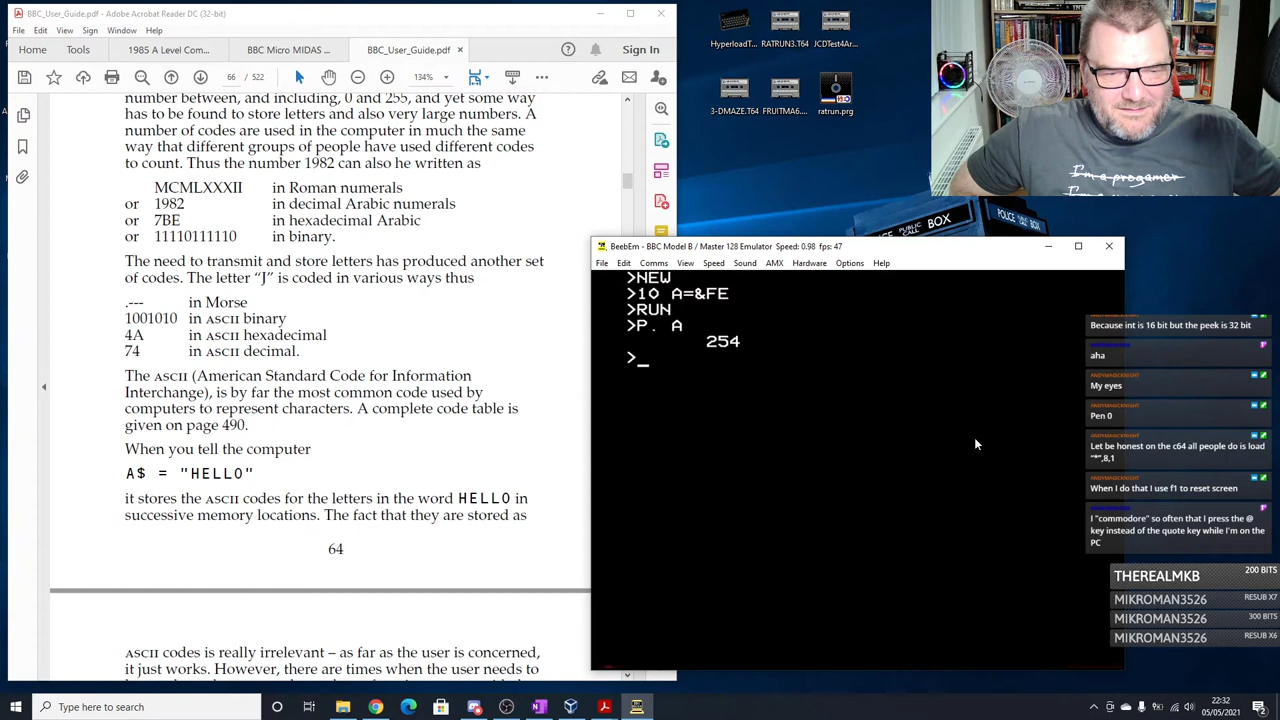 BBC_User_Guide.pdf - Adobe Acrobat Reader DC (32-bit)
File Edit View Sign Window Help
Home Tools 1985 A Level Com... BBC Micro MIDAS ... BBC_User_Guide.pdf × Sign In
66 / 522 134%
number between, and including, 0 and 255, and yet some way
has to be found to store letters and also very large numbers. A
number of codes are used in the computer in much the same
way that different groups of people have used different codes
to count. Thus the number 1982 can also he written as
MCMLXXXII in Roman numerals
or 1982 in decimal Arabic numerals
or 7BE in hexadecimal Arabic
or 11110111110 in binary.
The need to transmit and store letters has produced another set
of codes. The letter “J” is coded in various ways thus
.--- in Morse
1001010 in ASCII binary
4A in ASCII hexadecimal
74 in ASCII decimal.
The ASCII (American Standard Code for Information
Interchange), is by far the most common code used by
computers to represent characters. A complete code table is
given on page 490.
When you tell the computer
A$ = "HELLO"
it stores the ASCII codes for the letters in the word HELLO in
successive memory locations. The fact that they are stored as
64
ASCII codes is really irrelevant – as far as the user is concerned,
it just works. However, there are times when the user needs to
HyperloadT... RATRUN3.T64 JCDTest4Ar...
3-DMAZE.T64 FRUITMA6.... ratrun.prg
I'm a progamer
POLICE PUBLIC CALL BOX
BeebEm - BBC Model B / Master 128 Emulator Speed: 0.98 fps: 47
File Edit Comms View Speed Sound AMX Hardware Options Help
>NEW
>10 A=&FE
>RUN
>P. A
254
>_
Because int is 16 bit but the peek is 32 bit
aha
ANDYMAGICKNIGHT
My eyes
ANDYMAGICKNIGHT
Pen 0
ANDYMAGICKNIGHT
Let be honest on the c64 all people do is load
“*”,8,1
ANDYMAGICKNIGHT
When I do that I use f1 to reset screen
I "commodore" so often that I press the @
key instead of the quote key while I'm on the
PC
THEREALMKB 200 BITS
MIKROMAN3526 RESUB X7
MIKROMAN3526 300 BITS
MIKROMAN3526 RESUB X6
Type here to search
22:32
05/05/2021
2